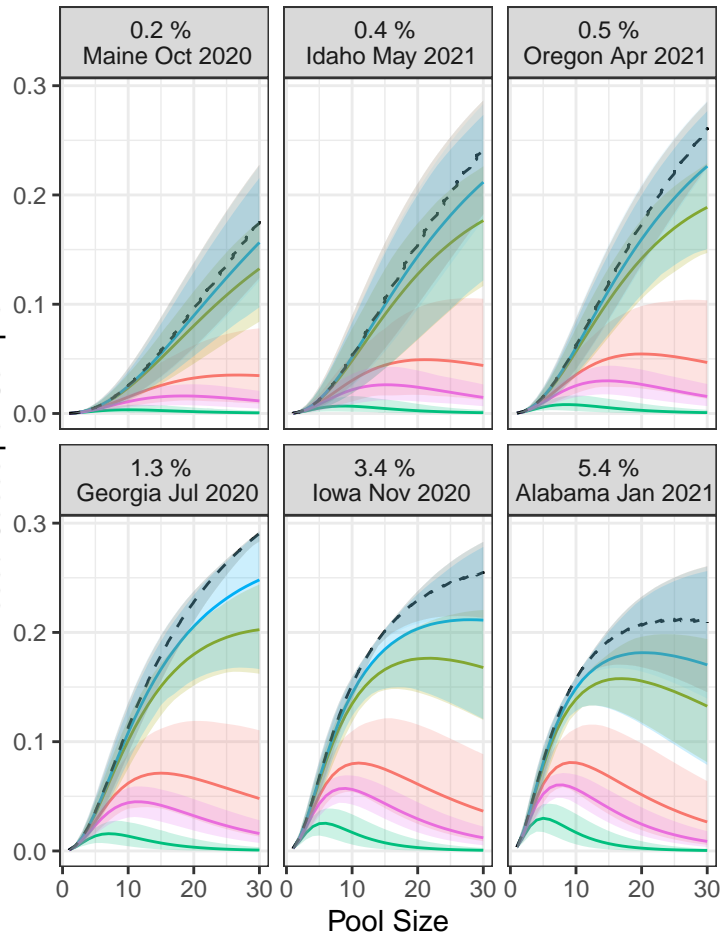 0.2 %
Maine Oct 2020
0.4 %
Idaho May 2021
0.5 %
Oregon Apr 2021
0.3
0.2
0.1
0.0
1.3 %
Georgia Jul 2020
3.4 %
Iowa Nov 2020
5.4 %
Alabama Jan 2021
0.3
0.2
0.1
0.0
0 10 20 30 0 10 20 30 0 10 20 30
Pool Size